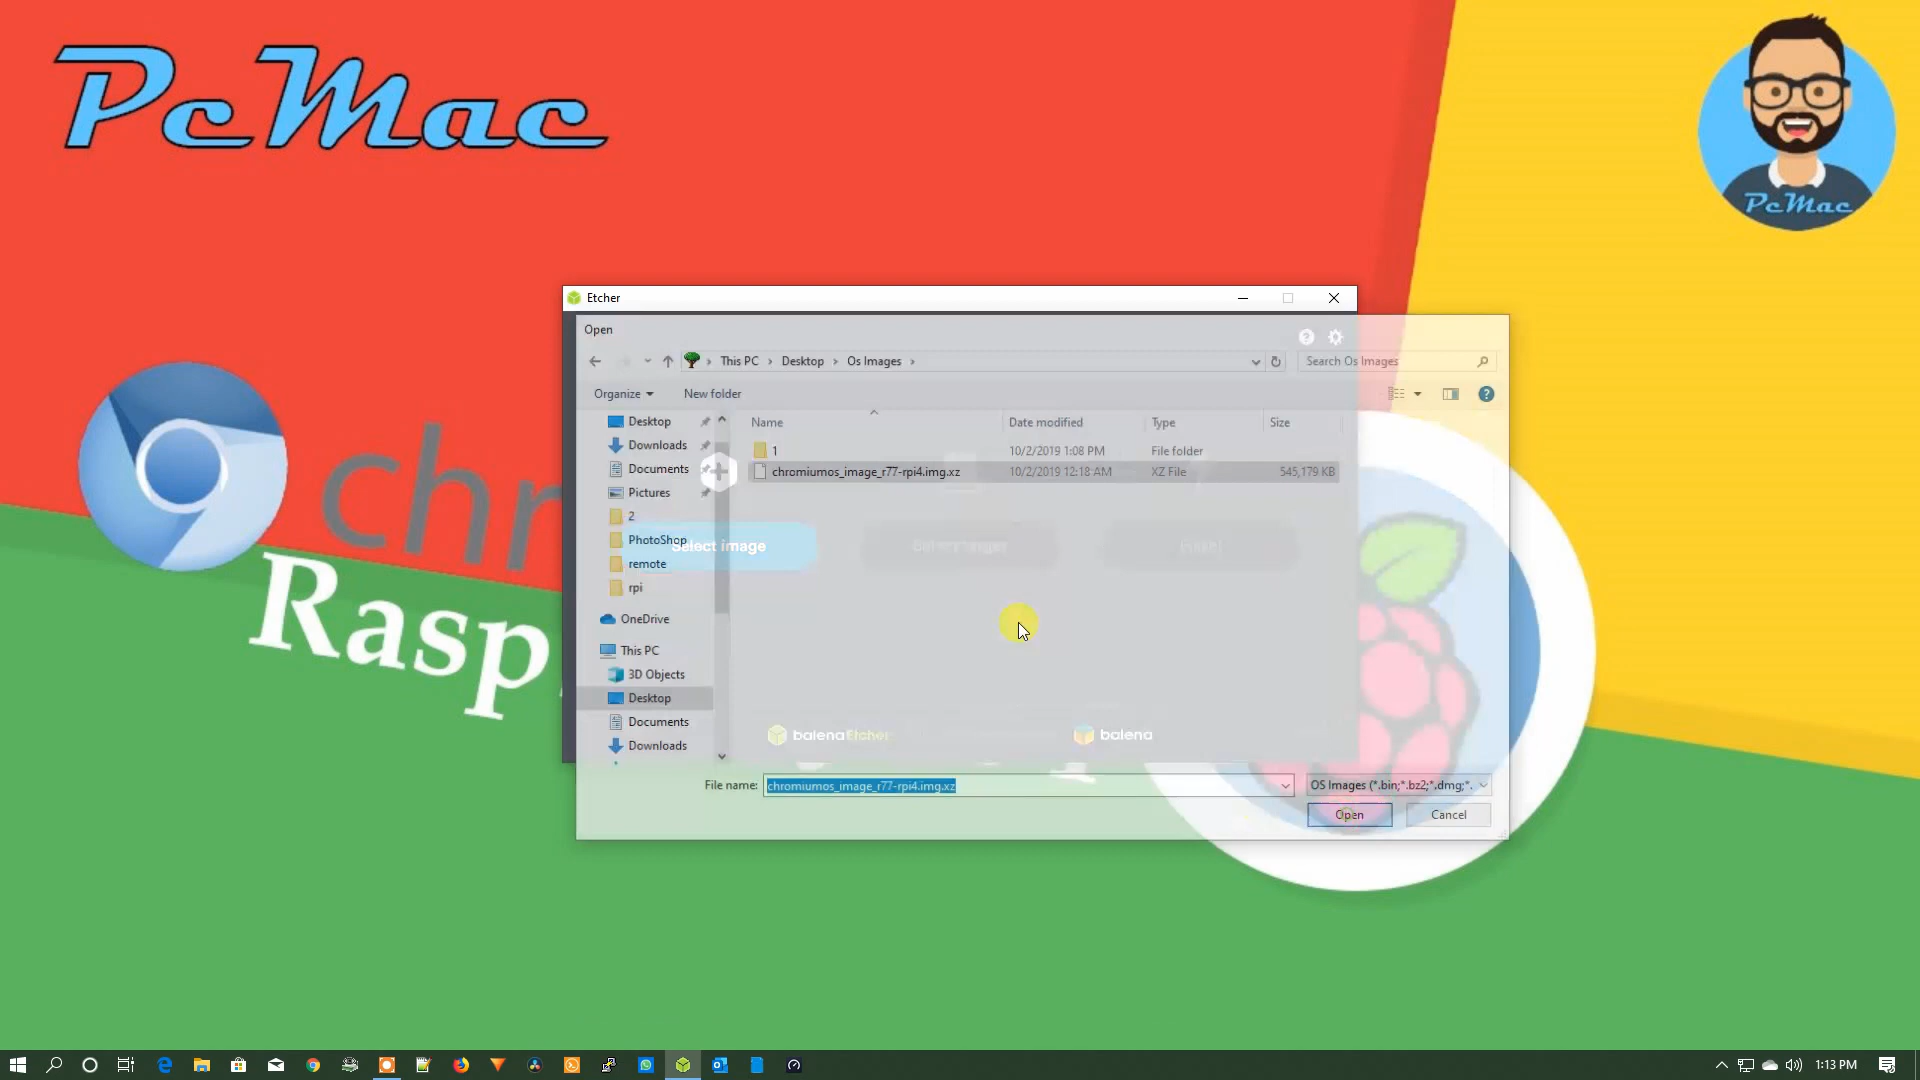 PcMac
PcMac
chr
Rasp
Etcher
Open
This PC
Desktop
Os Images
Search Os Images
Organize
New folder
Name
Date modified
Type
Size
Desktop
Downloads
Documents
Pictures
2
PhotoShop
remote
rpi
OneDrive
This PC
3D Objects
Desktop
Documents
Downloads
1 10/2/2019 1:08 PM File folder
chromiumos_image_r77-rpi4.img.xz 10/2/2019 12:18 AM XZ File 545,179 KB
Select image
balenaEtcher
balena
File name: chromiumos_image_r77-rpi4.img.xz
OS Images (*.bin;*.bz2;*.dmg;*.
Open
Cancel
1:13 PM